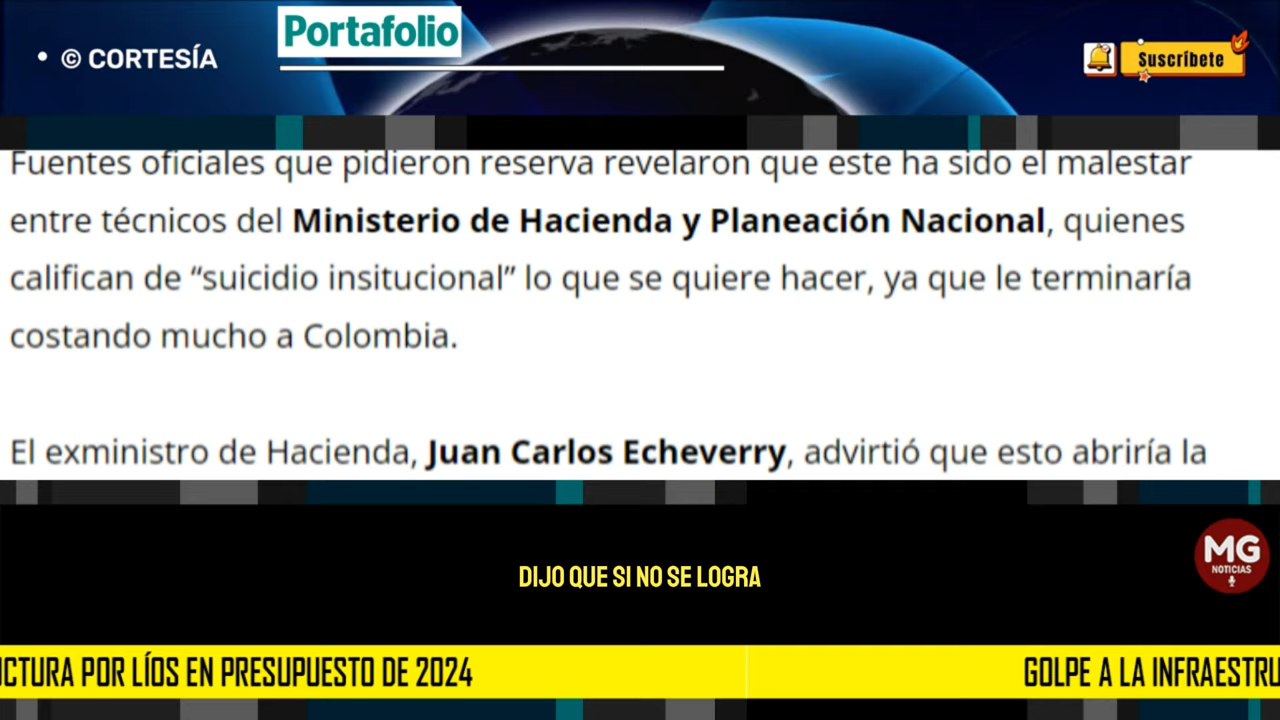 • © CORTESÍA
Portafolio
Suscríbete
Fuentes oficiales que pidieron reserva revelaron que este ha sido el malestar
entre técnicos del Ministerio de Hacienda y Planeación Nacional, quienes
califican de “suicidio insitucional” lo que se quiere hacer, ya que le terminaría
costando mucho a Colombia.
El exministro de Hacienda, Juan Carlos Echeverry, advirtió que esto abriría la
MG
NOTICIAS
DIJO QUE SI NO SE LOGRA
UCTURA POR LÍOS EN PRESUPUESTO DE 2024 GOLPE A LA INFRAESTRU